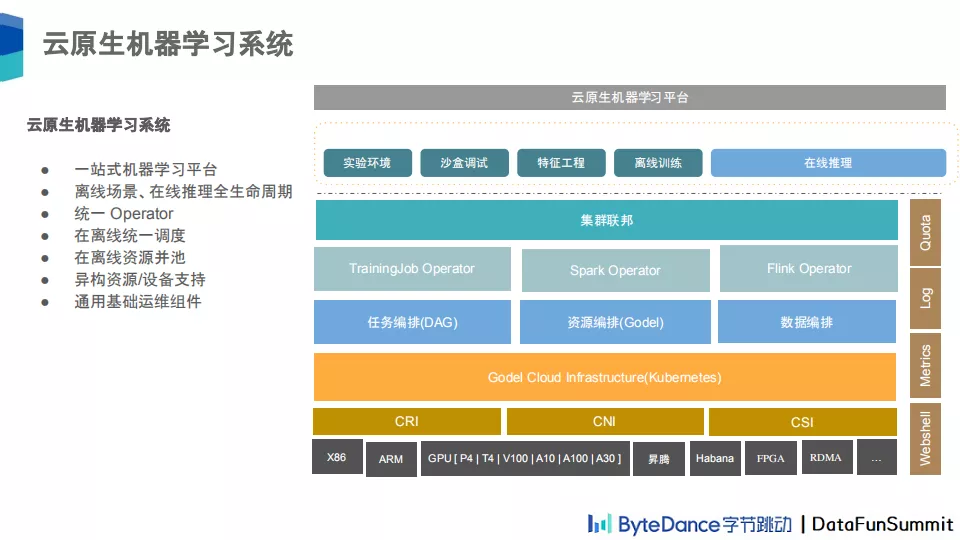 云原生机器学习系统
云原生机器学习系统
● 一站式机器学习平台
● 离线场景、在线推理全生命周期
● 统一 Operator
● 在离线统一调度
● 在离线资源并池
● 异构资源/设备支持
● 通用基础运维组件
云原生机器学习平台
实验环境 沙盒调试 特征工程 离线训练 在线推理
集群联邦
TrainingJob Operator Spark Operator Flink Operator
任务编排(DAG) 资源编排(Godel) 数据编排
Godel Cloud Infrastructure(Kubernetes)
CRI CNI CSI
X86 ARM GPU [ P4 | T4 | V100 | A10 | A100 | A30 ] 昇腾 Habana FPGA RDMA ...
Quota
Log
Metrics
Webshell
ByteDance字节跳动 | DataFunSummit